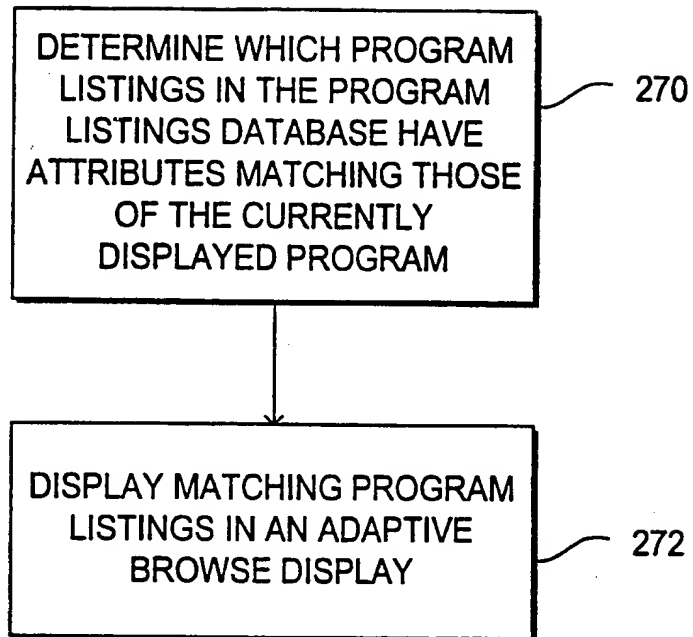 DETERMINE WHICH PROGRAM
LISTINGS IN THE PROGRAM
LISTINGS DATABASE HAVE
ATTRIBUTES MATCHING THOSE
OF THE CURRENTLY
DISPLAYED PROGRAM
270
DISPLAY MATCHING PROGRAM
LISTINGS IN AN ADAPTIVE
BROWSE DISPLAY
272